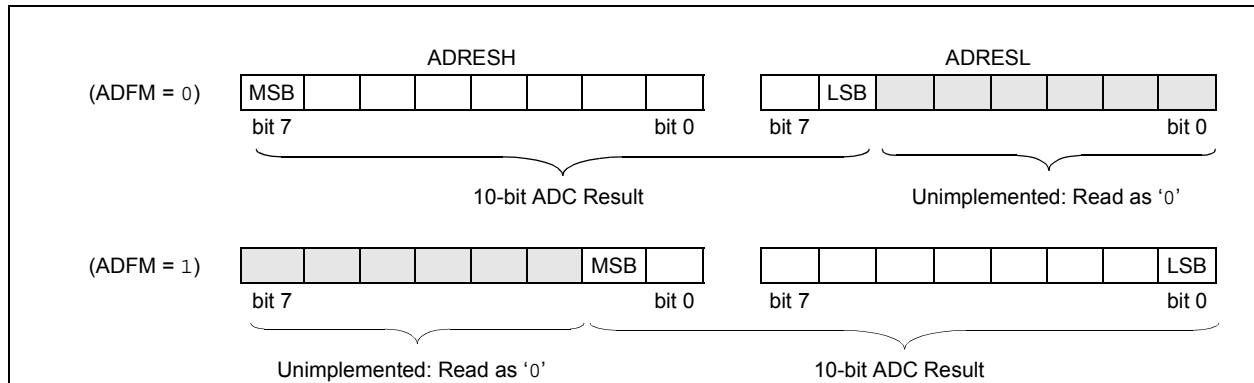 ADRESH ADRESL
(ADFM = 0) MSB LSB
bit 7 bit 0 bit 7 bit 0
10-bit ADC Result Unimplemented: Read as ‘0’
(ADFM = 1) MSB LSB
bit 7 bit 0 bit 7 bit 0
Unimplemented: Read as ‘0’ 10-bit ADC Result